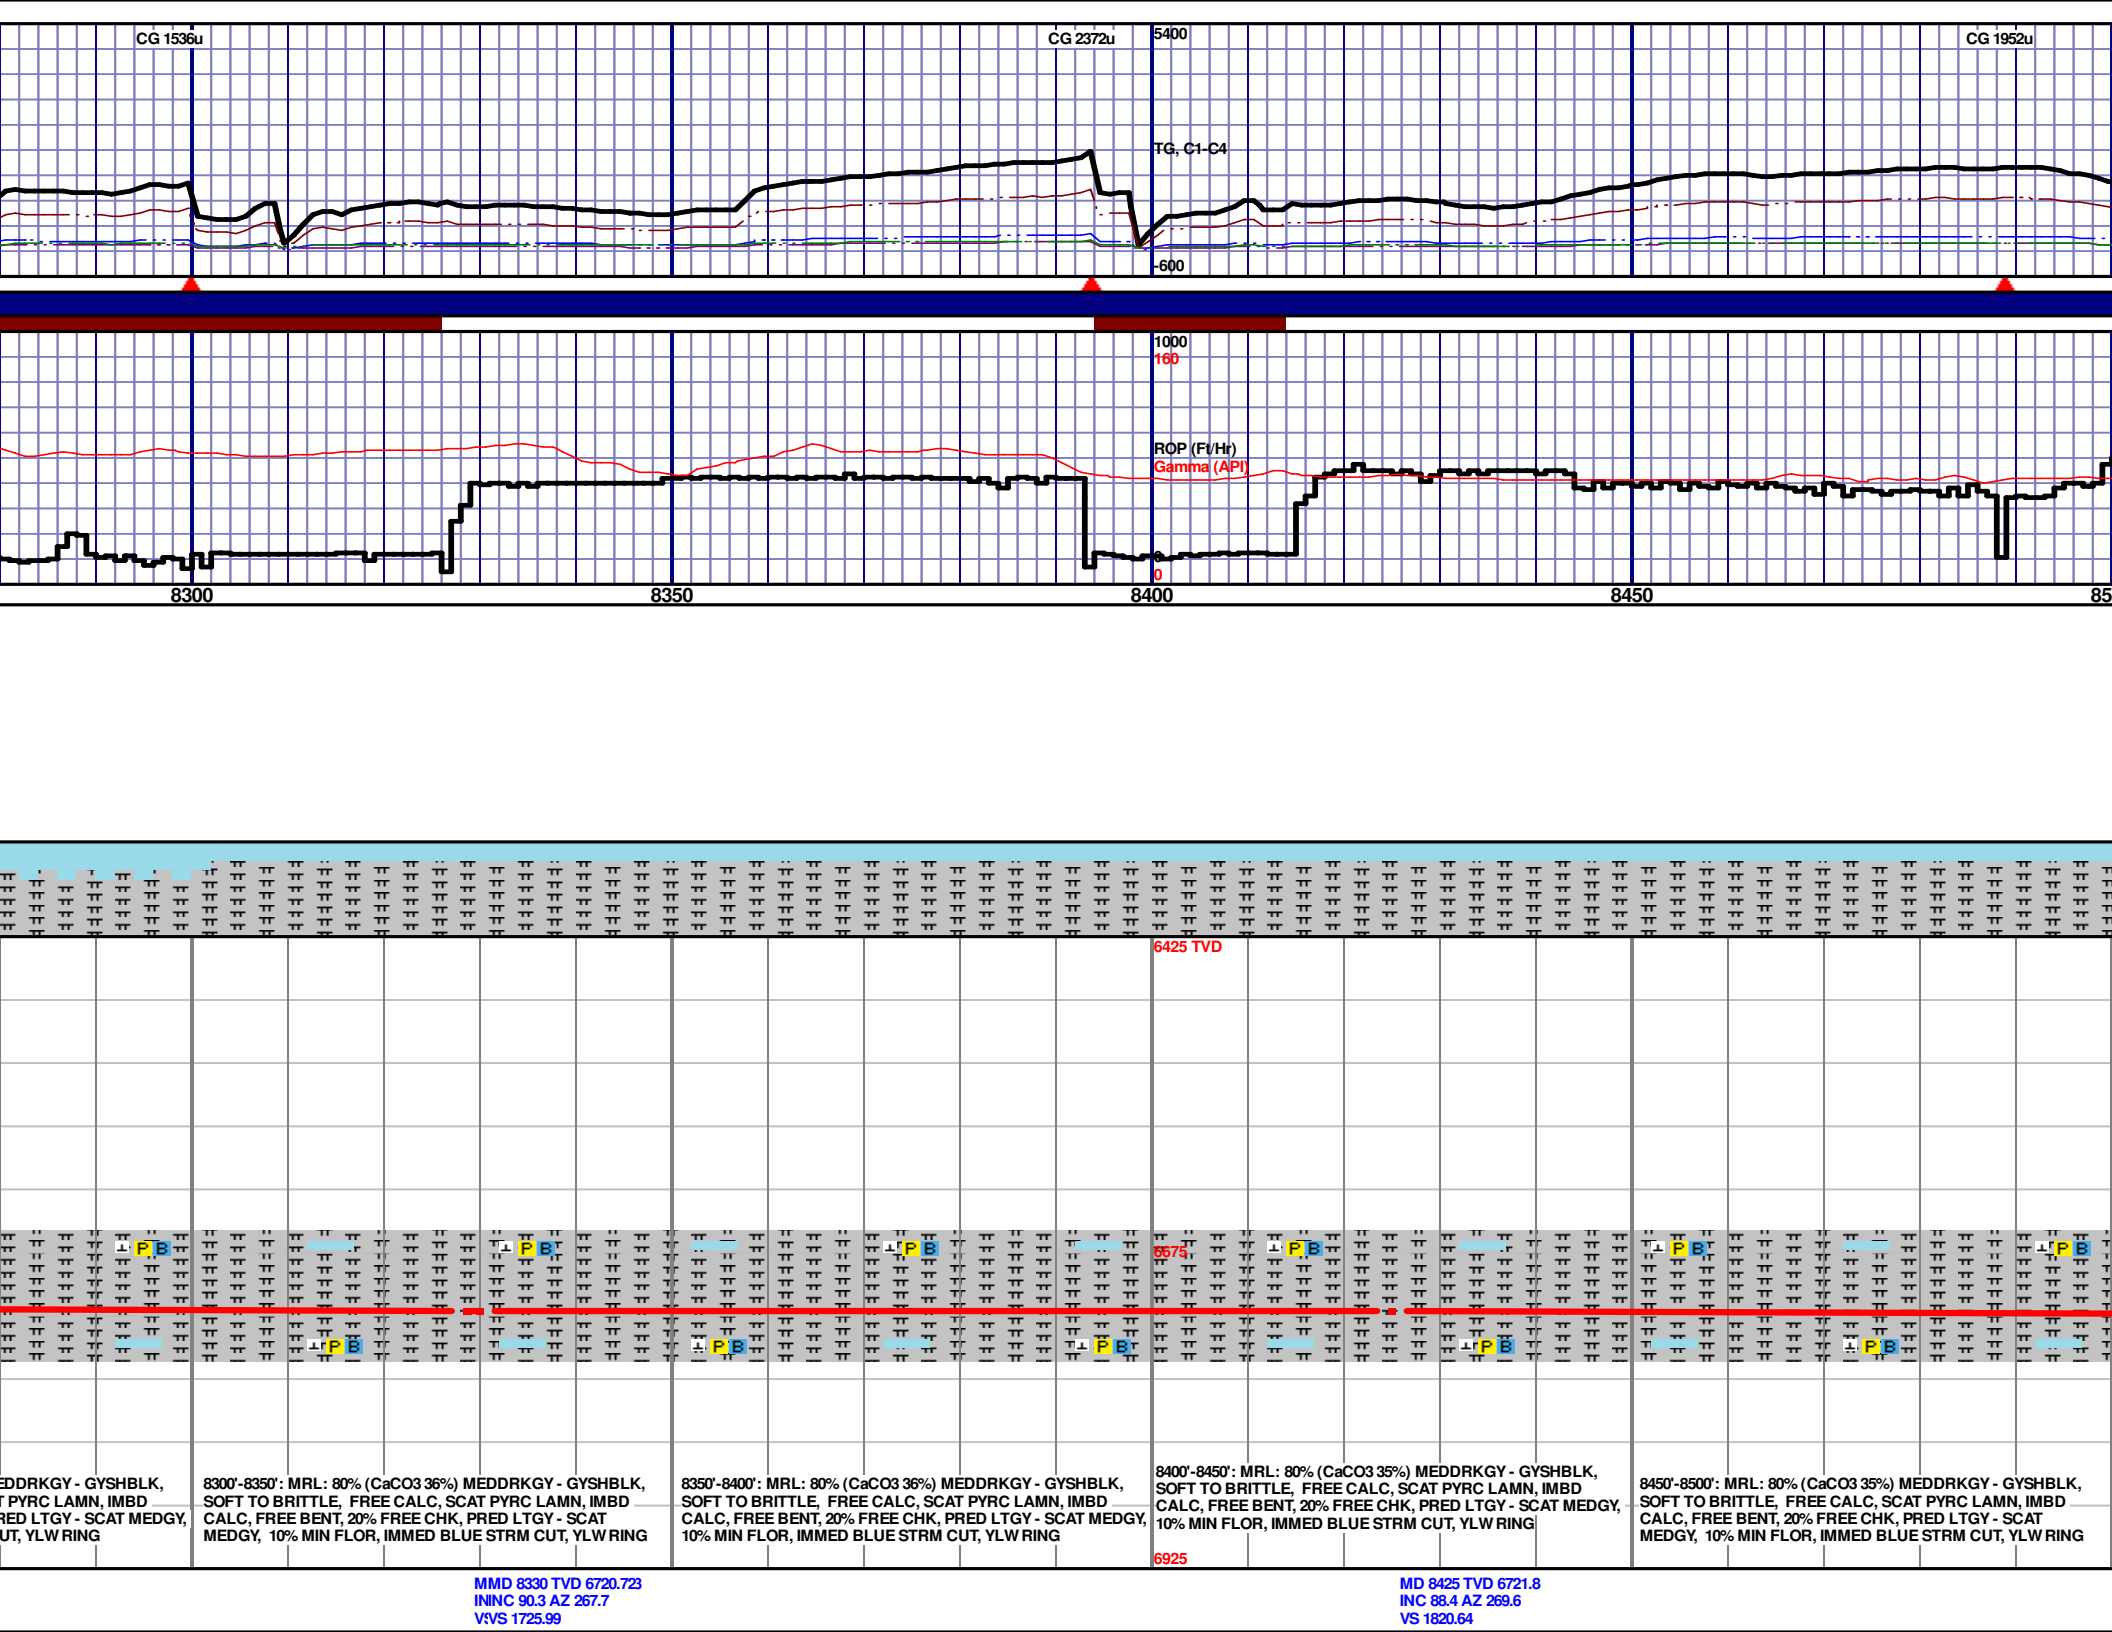 CG 1536u
CG 2372u
5400
CG 1952u
TG, C1-C4
-600
1000
160
ROP (Ft/Hr)
Gamma (API)
0
0
8300
8350
8400
8450
85
6425 TVD
P B
P B
P B
P B
P B
P B
6675
P B
P B
P B
P B
P B
EDDRKGY - GYSHBLK,
T PYRC LAMN, IMBD
RED LTGY - SCAT MEDGY,
UT, YLW RING
8300'-8350': MRL: 80% (CaCO3 36%) MEDDRKGY - GYSHBLK,
SOFT TO BRITTLE, FREE CALC, SCAT PYRC LAMN, IMBD
CALC, FREE BENT, 20% FREE CHK, PRED LTGY - SCAT
MEDGY, 10% MIN FLOR, IMMED BLUE STRM CUT, YLW RING
8350'-8400': MRL: 80% (CaCO3 36%) MEDDRKGY - GYSHBLK,
SOFT TO BRITTLE, FREE CALC, SCAT PYRC LAMN, IMBD
CALC, FREE BENT, 20% FREE CHK, PRED LTGY - SCAT MEDGY,
10% MIN FLOR, IMMED BLUE STRM CUT, YLW RING
8400'-8450': MRL: 80% (CaCO3 35%) MEDDRKGY - GYSHBLK,
SOFT TO BRITTLE, FREE CALC, SCAT PYRC LAMN, IMBD
CALC, FREE BENT, 20% FREE CHK, PRED LTGY - SCAT MEDGY,
10% MIN FLOR, IMMED BLUE STRM CUT, YLW RING
8450'-8500': MRL: 80% (CaCO3 35%) MEDDRKGY - GYSHBLK,
SOFT TO BRITTLE, FREE CALC, SCAT PYRC LAMN, IMBD
CALC, FREE BENT, 20% FREE CHK, PRED LTGY - SCAT
MEDGY, 10% MIN FLOR, IMMED BLUE STRM CUT, YLW RING
6925
MD 8330 TVD 6720.72
INC 90.3 AZ 267.7
VS 1725.99
MD 8425 TVD 6721.8
INC 88.4 AZ 269.6
VS 1820.64